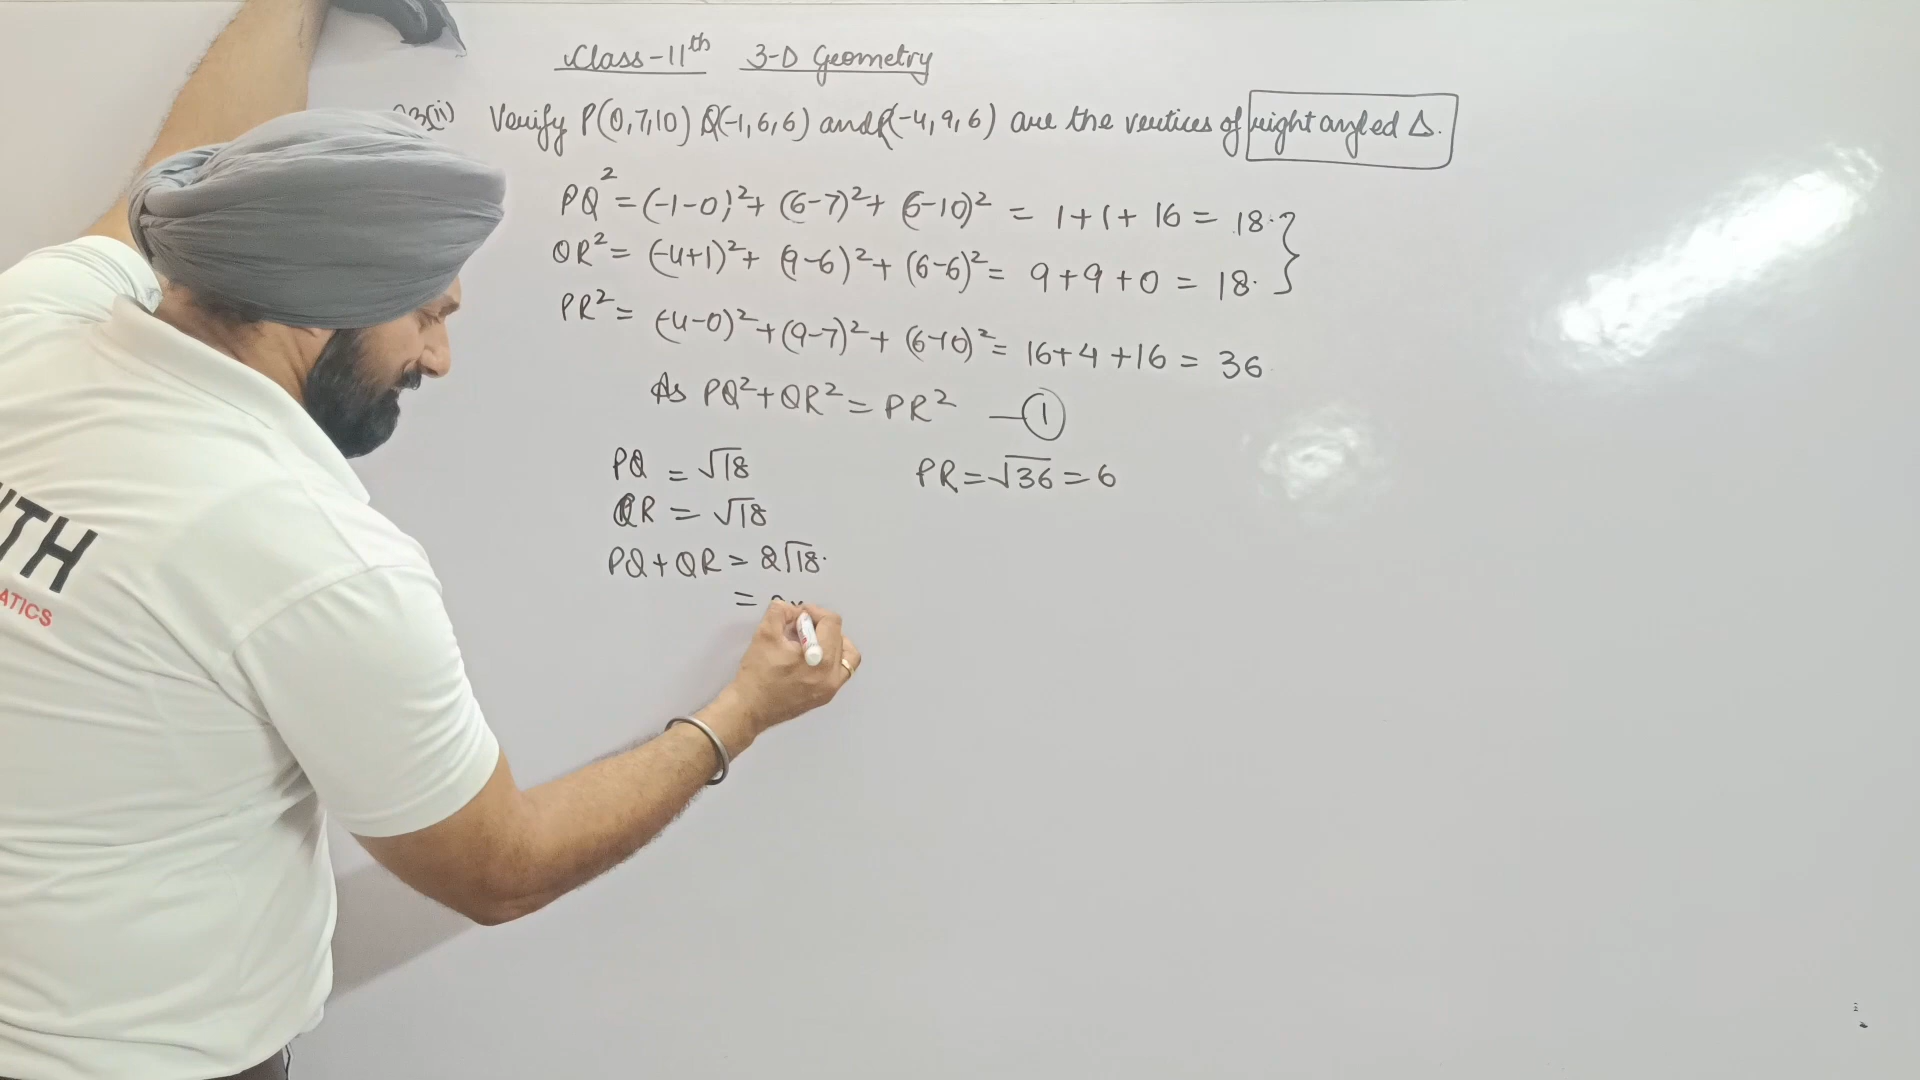 Class-11th 3-D Geometry
3(ii) Verify P(0,7,10) Q(-1,6,6) and R(-4,9,6) are the vertices of right angled Δ.
PQ² = (-1-0)² + (6-7)² + (6-10)² = 1+1+16 = 18.
QR² = (-4+1)² + (9-6)² + (6-6)² = 9+9+0 = 18.
PR² = (-4-0)² + (9-7)² + (6-10)² = 16+4+16 = 36
As PQ²+QR² = PR² —①
PQ = √18 PR = √36 = 6
QR = √18
PQ+QR = 2√18.
=
TH
ATICS